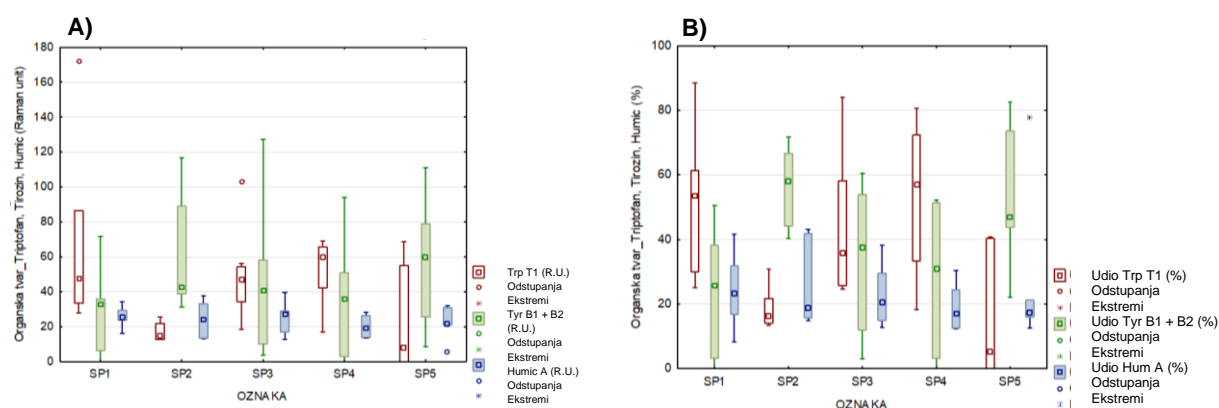 A)
Organska tvar_Triptofan, Tirozin, Humic (Raman unit)
180
160
140
120
100
80
60
40
20
0
SP1 SP2 SP3 SP4 SP5
OZNA KA
Trp T1 (R.U.)
Odstupanja
Ekstremi
Tyr B1 + B2
(R.U.)
Odstupanja
Ekstremi
Humic A (R.U.)
Odstupanja
Ekstremi
B)
Organska tvar_Triptofan, Tirozin, Humic (%)
100
80
60
40
20
0
SP1 SP2 SP3 SP4 SP5
OZNAKA
Udio Trp T1 (%)
Odstupanja
Ekstremi
Udio Tyr B1 + B2 (%)
Odstupanja
Ekstremi
Udio Hum A (%)
Odstupanja
Ekstremi